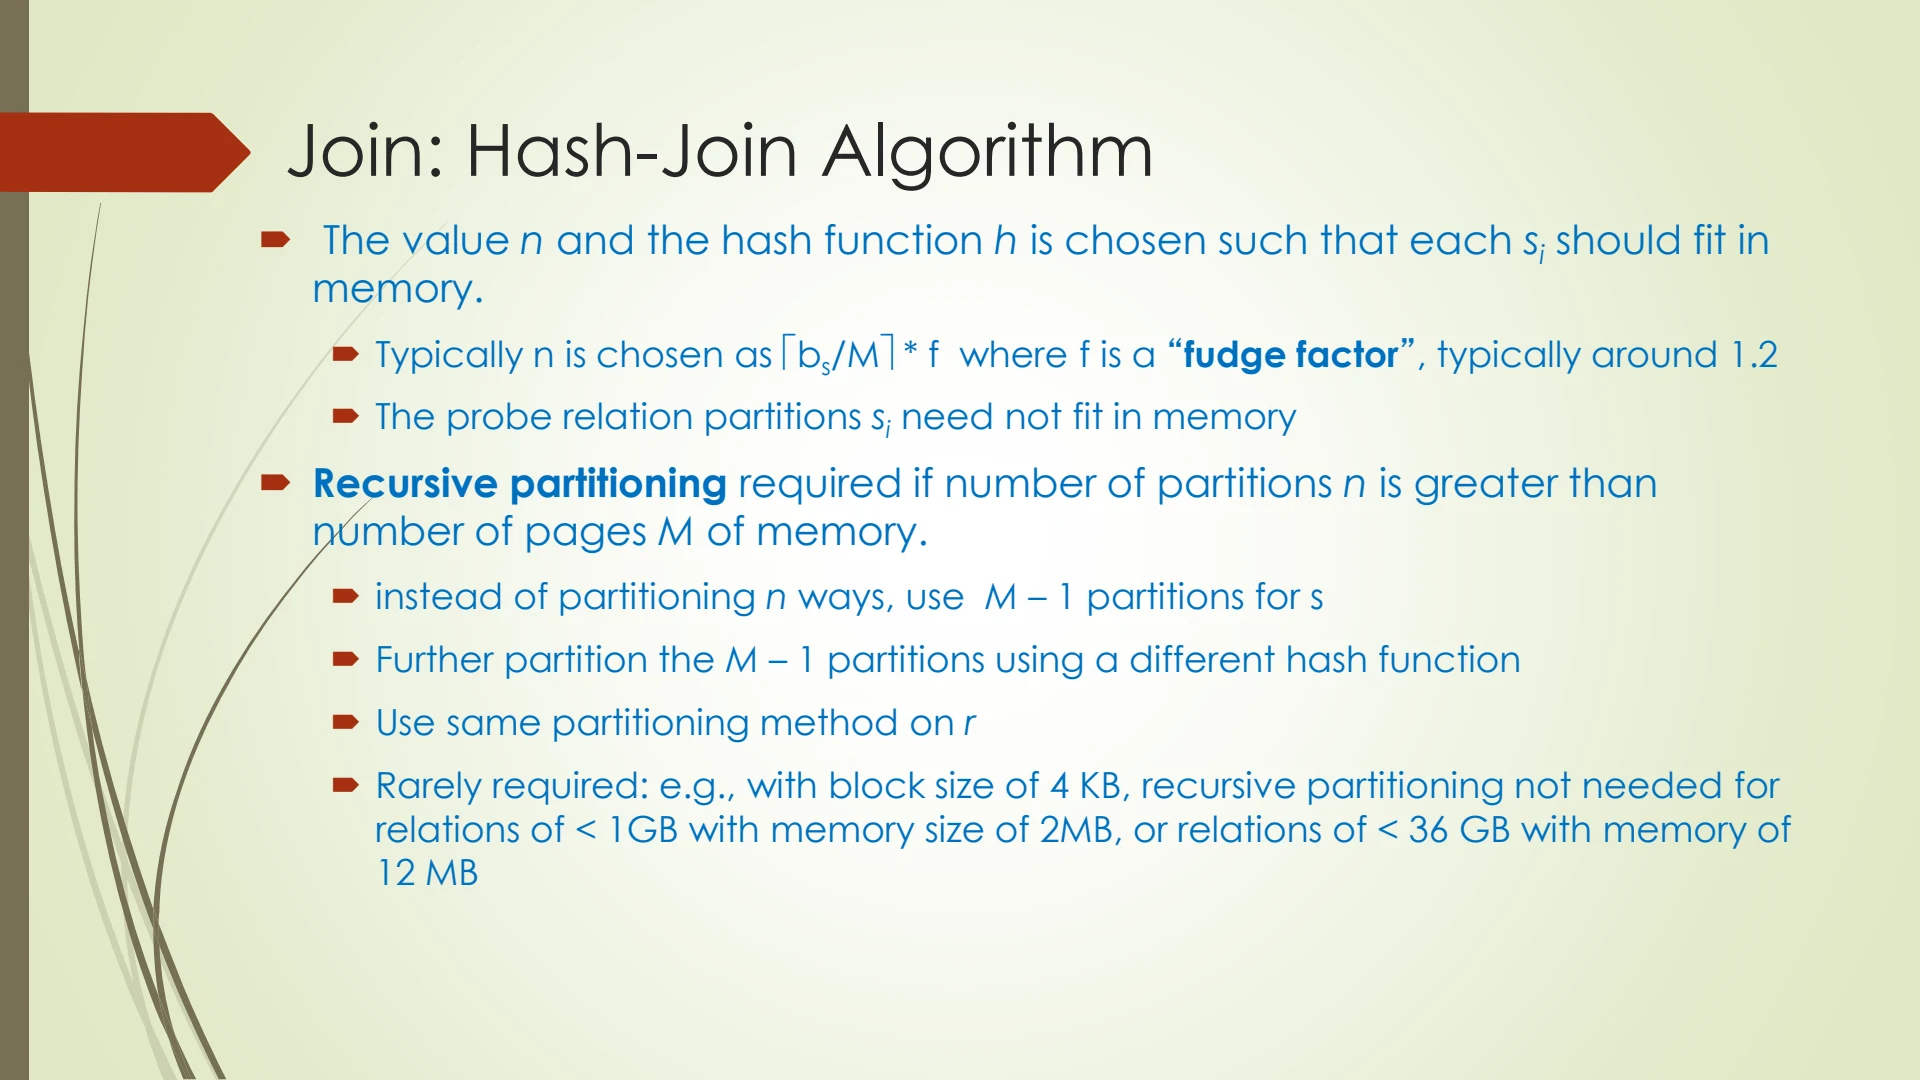 Join: Hash-Join Algorithm
The value n and the hash function h is chosen such that each si should fit in
memory.
Typically n is chosen as ⌈bs/M⌉ * f where f is a “fudge factor”, typically around 1.2
The probe relation partitions si need not fit in memory
Recursive partitioning required if number of partitions n is greater than
number of pages M of memory.
instead of partitioning n ways, use M – 1 partitions for s
Further partition the M – 1 partitions using a different hash function
Use same partitioning method on r
Rarely required: e.g., with block size of 4 KB, recursive partitioning not needed for
relations of < 1GB with memory size of 2MB, or relations of < 36 GB with memory of
12 MB